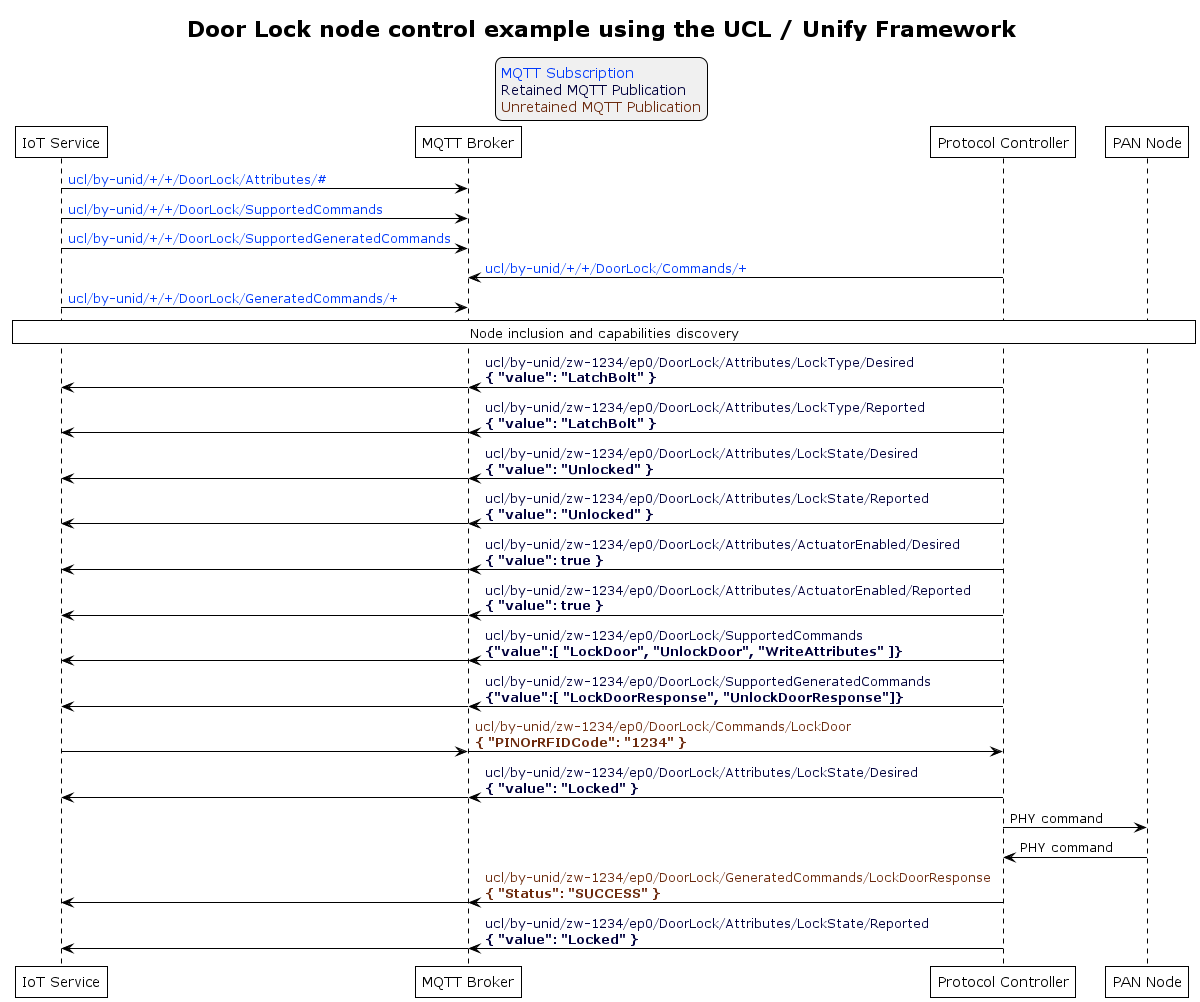 Door Lock node control example using the UCL / Unify Framework
MQTT Subscription
Retained MQTT Publication
Unretained MQTT Publication
IoT Service
MQTT Broker
Protocol Controller
PAN Node
ucl/by-unid/+/+/DoorLock/Attributes/#
ucl/by-unid/+/+/DoorLock/SupportedCommands
ucl/by-unid/+/+/DoorLock/SupportedGeneratedCommands
ucl/by-unid/+/+/DoorLock/Commands/+
ucl/by-unid/+/+/DoorLock/GeneratedCommands/+
Node inclusion and capabilities discovery
ucl/by-unid/zw-1234/ep0/DoorLock/Attributes/LockType/Desired
{ "value": "LatchBolt" }
ucl/by-unid/zw-1234/ep0/DoorLock/Attributes/LockType/Reported
{ "value": "LatchBolt" }
ucl/by-unid/zw-1234/ep0/DoorLock/Attributes/LockState/Desired
{ "value": "Unlocked" }
ucl/by-unid/zw-1234/ep0/DoorLock/Attributes/LockState/Reported
{ "value": "Unlocked" }
ucl/by-unid/zw-1234/ep0/DoorLock/Attributes/ActuatorEnabled/Desired
{ "value": true }
ucl/by-unid/zw-1234/ep0/DoorLock/Attributes/ActuatorEnabled/Reported
{ "value": true }
ucl/by-unid/zw-1234/ep0/DoorLock/SupportedCommands
{"value":[ "LockDoor", "UnlockDoor", "WriteAttributes" ]}
ucl/by-unid/zw-1234/ep0/DoorLock/SupportedGeneratedCommands
{"value":[ "LockDoorResponse", "UnlockDoorResponse"]}
ucl/by-unid/zw-1234/ep0/DoorLock/Commands/LockDoor
{ "PINOrRFIDCode": "1234" }
ucl/by-unid/zw-1234/ep0/DoorLock/Attributes/LockState/Desired
{ "value": "Locked" }
PHY command
PHY command
ucl/by-unid/zw-1234/ep0/DoorLock/GeneratedCommands/LockDoorResponse
{ "Status": "SUCCESS" }
ucl/by-unid/zw-1234/ep0/DoorLock/Attributes/LockState/Reported
{ "value": "Locked" }
IoT Service
MQTT Broker
Protocol Controller
PAN Node